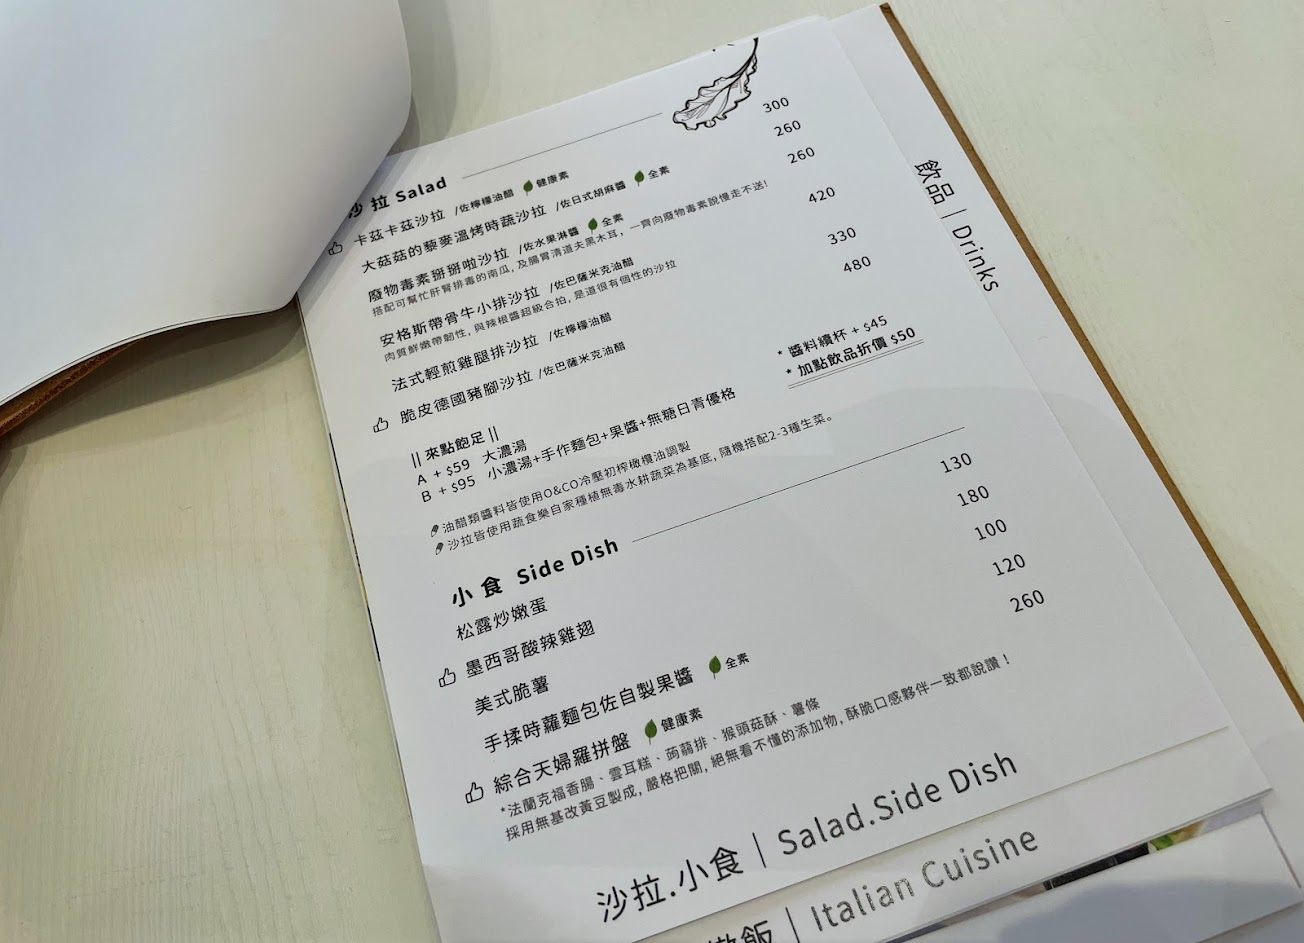 沙拉 Salad
卡茲卡茲沙拉 /佐檸檬油醋 健康素 300
大菇菇的藜麥溫烤時蔬沙拉 /佐日式胡麻醬 全素 260
廢物毒素掰掰啦沙拉 /佐水果淋醬 全素 260
搭配可幫忙肝腎排毒的南瓜, 及腸胃清道夫黑木耳, 一齊向廢物毒素說慢走不送!
安格斯帶骨牛小排沙拉 /佐巴薩米克油醋 420
肉質鮮嫩帶韌性, 與辣根醬超級合拍, 是道很有個性的沙拉
法式輕煎雞腿排沙拉 /佐檸檬油醋 330
脆皮德國豬腳沙拉 /佐巴薩米克油醋 480
* 醬料續杯 + $45
* 加點飲品折價 $50
|| 來點飽足 ||
A + $59 大濃湯
B + $95 小濃湯+手作麵包+果醬+無糖日青優格
油醋類醬料皆使用O&CO冷壓初榨橄欖油調製
沙拉皆使用蔬食樂自家種植無毒水耕蔬菜為基底, 隨機搭配2-3種生菜。
小食 Side Dish
松露炒嫩蛋 130
墨西哥酸辣雞翅 180
美式脆薯 100
手揉時蘿麵包佐自製果醬 全素 120
綜合天婦羅拼盤 健康素 260
*法蘭克福香腸、雲耳糕、蒟蒻排、猴頭菇酥、薯條
採用無基改黃豆製成, 嚴格把關, 絕無看不懂的添加物, 酥脆口感夥伴一致都說讚！
沙拉.小食 | Salad.Side Dish
飯 | Italian Cuisine
飲品 | Drinks